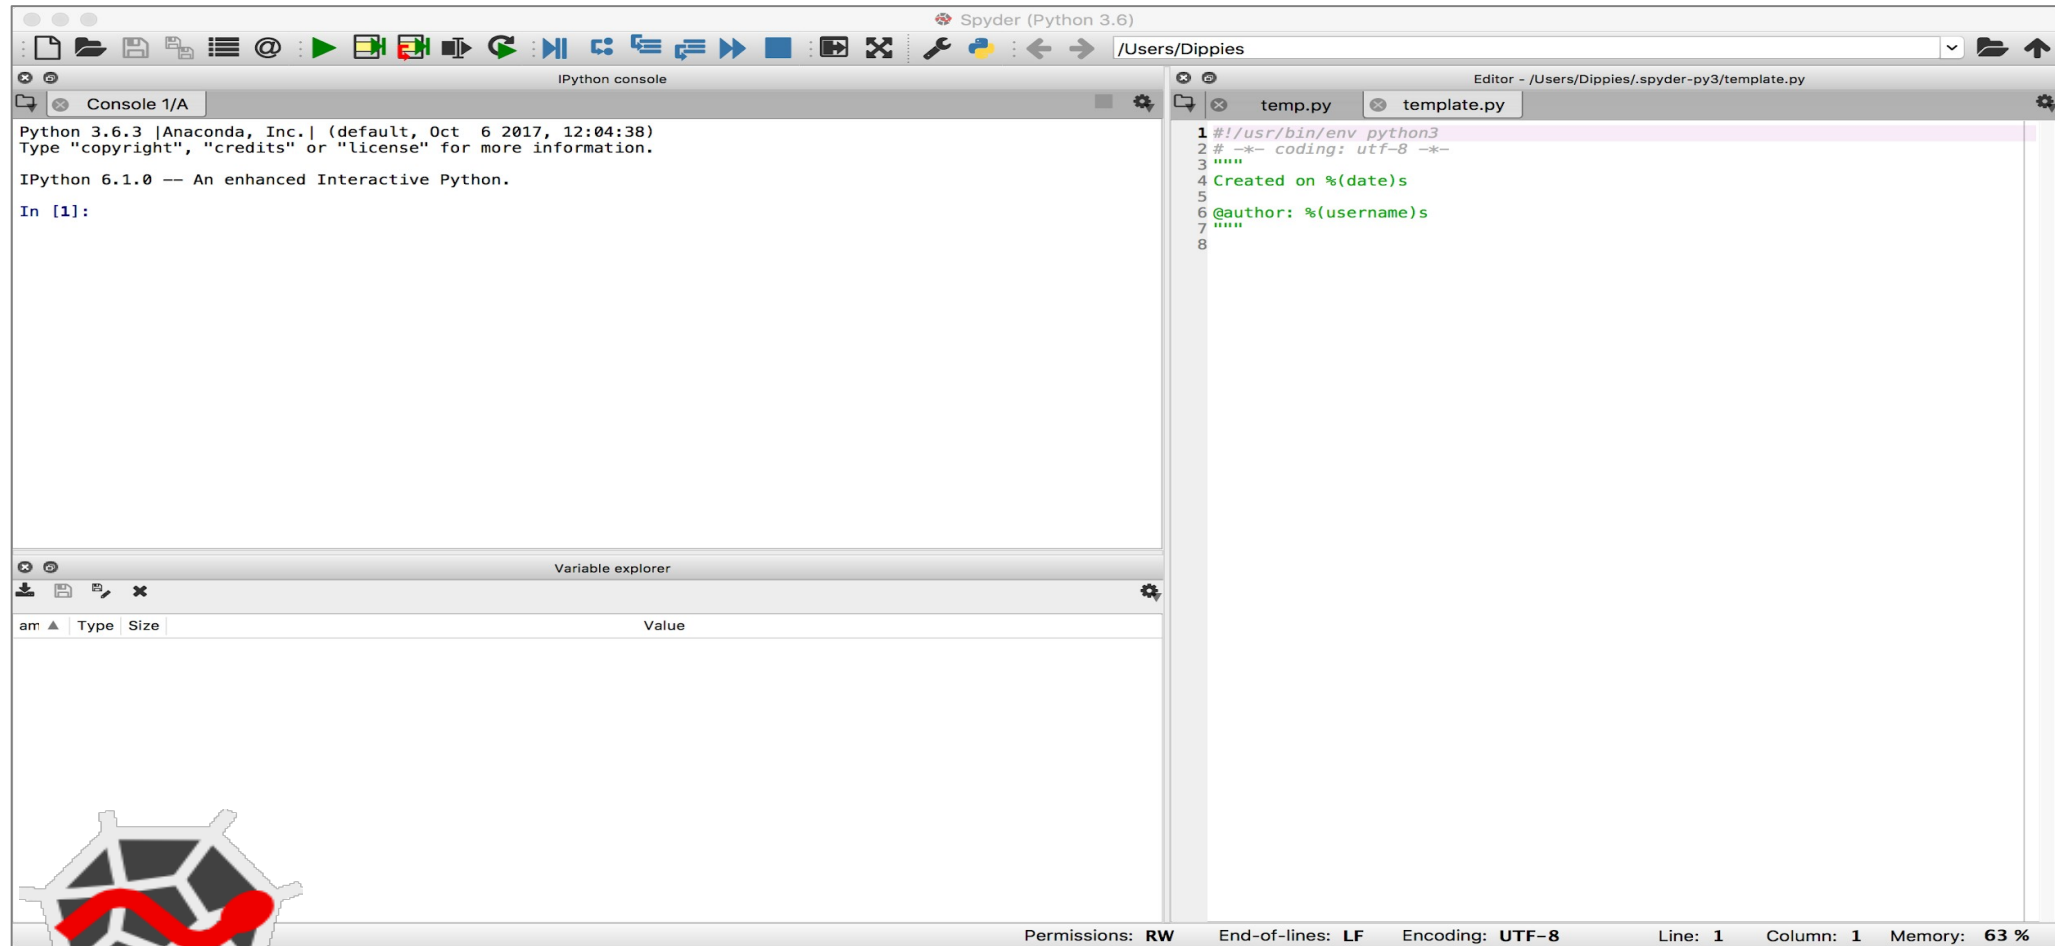 Spyder (Python 3.6)
/Users/Dippies
IPython console
Console 1/A
Python 3.6.3 |Anaconda, Inc.| (default, Oct  6 2017, 12:04:38)
Type "copyright", "credits" or "license" for more information.
IPython 6.1.0 -- An enhanced Interactive Python.
In [1]:
Variable explorer
am Type Size Value
Editor - /Users/Dippies/.spyder-py3/template.py
temp.py template.py
1 #!/usr/bin/env python3
2 # -*- coding: utf-8 -*-
3 """
4 Created on %(date)s
5
6 @author: %(username)s
7 """
8
Permissions: RW End-of-lines: LF Encoding: UTF-8 Line: 1 Column: 1 Memory: 63 %